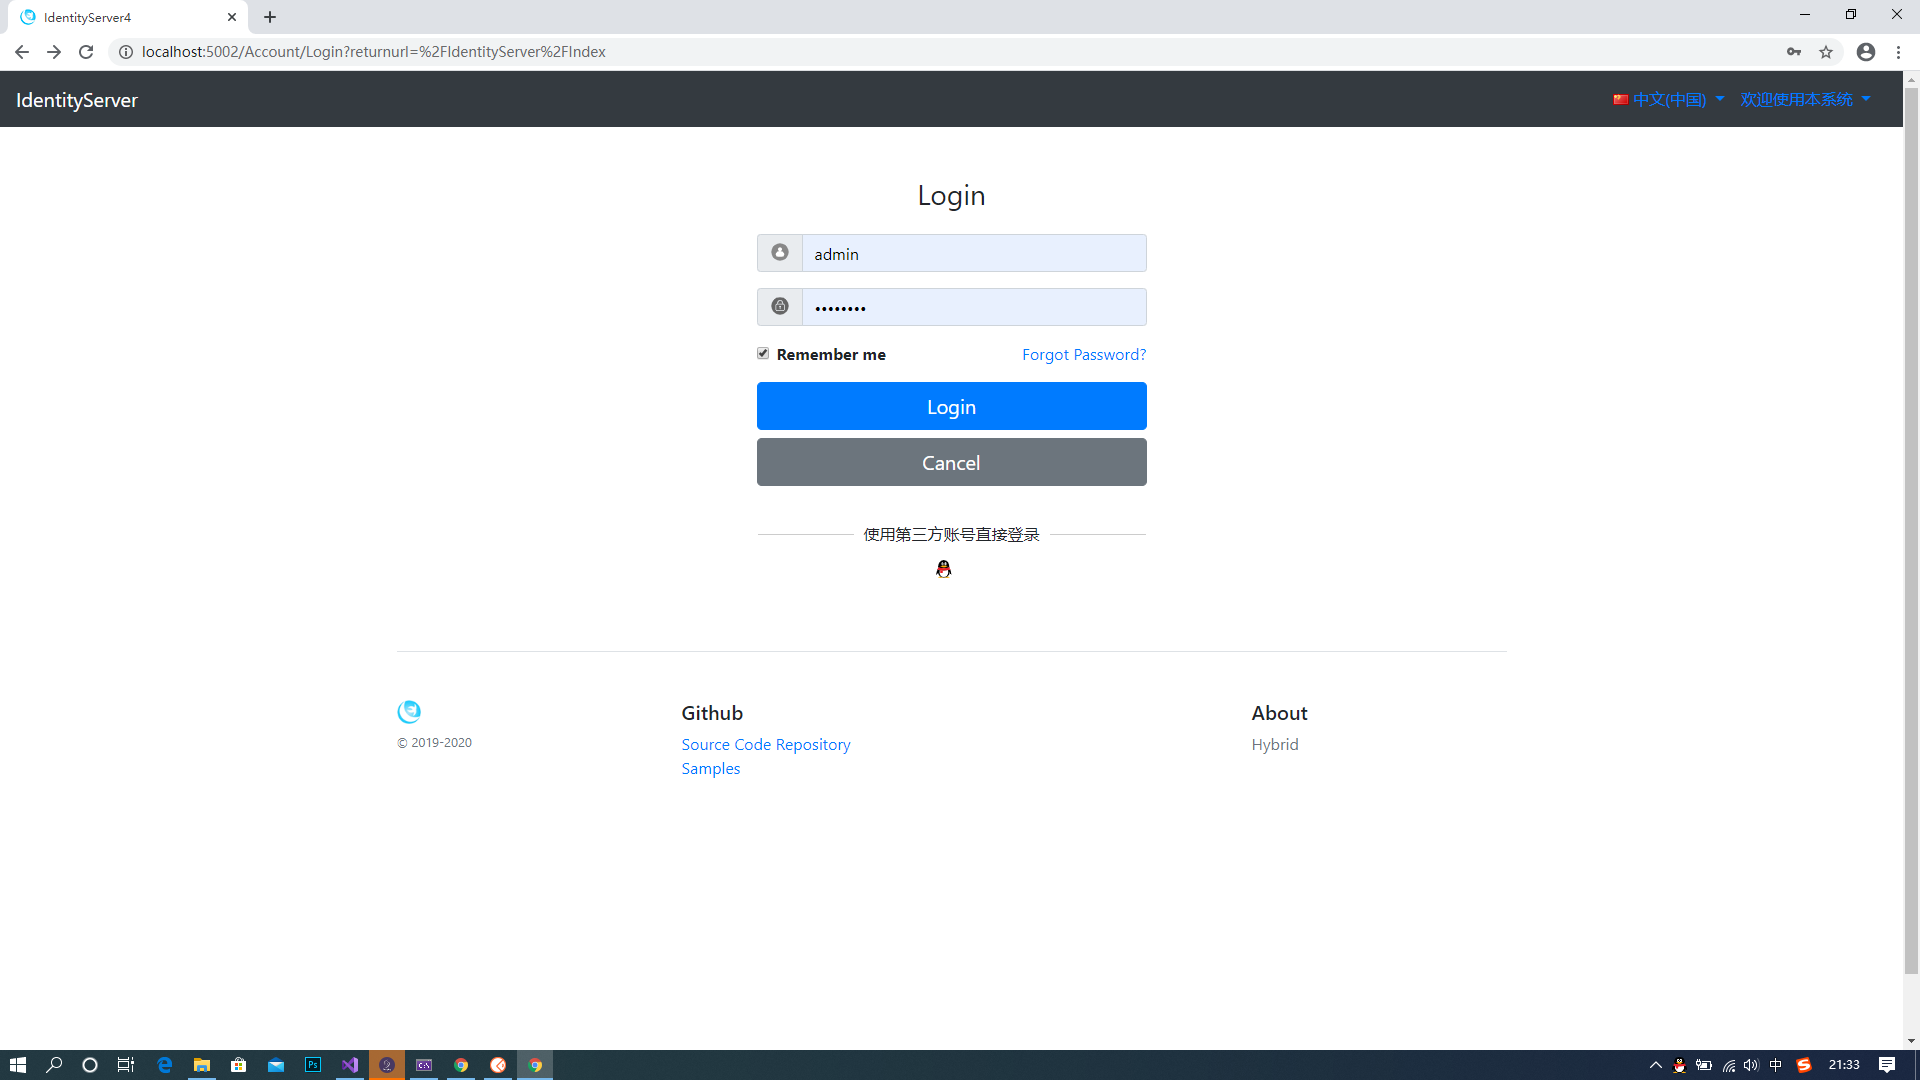 IdentityServer4
localhost:5002/Account/Login?returnurl=%2FIdentityServer%2FIndex
IdentityServer
中文(中国)
欢迎使用本系统
Login
admin
••••••••
Remember me
Forgot Password?
Login
Cancel
使用第三方账号直接登录
© 2019-2020
Github
Source Code Repository
Samples
About
Hybrid
Ps
C:\
中
S
21:33